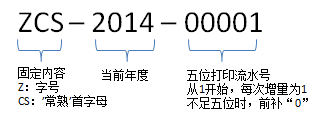 ZCS-2014-00001
固定内容
Z：字号
CS：‘常熟’首字母
当前年度
五位打印流水号
从1开始，每次增量为1
不足五位时，前补“0”